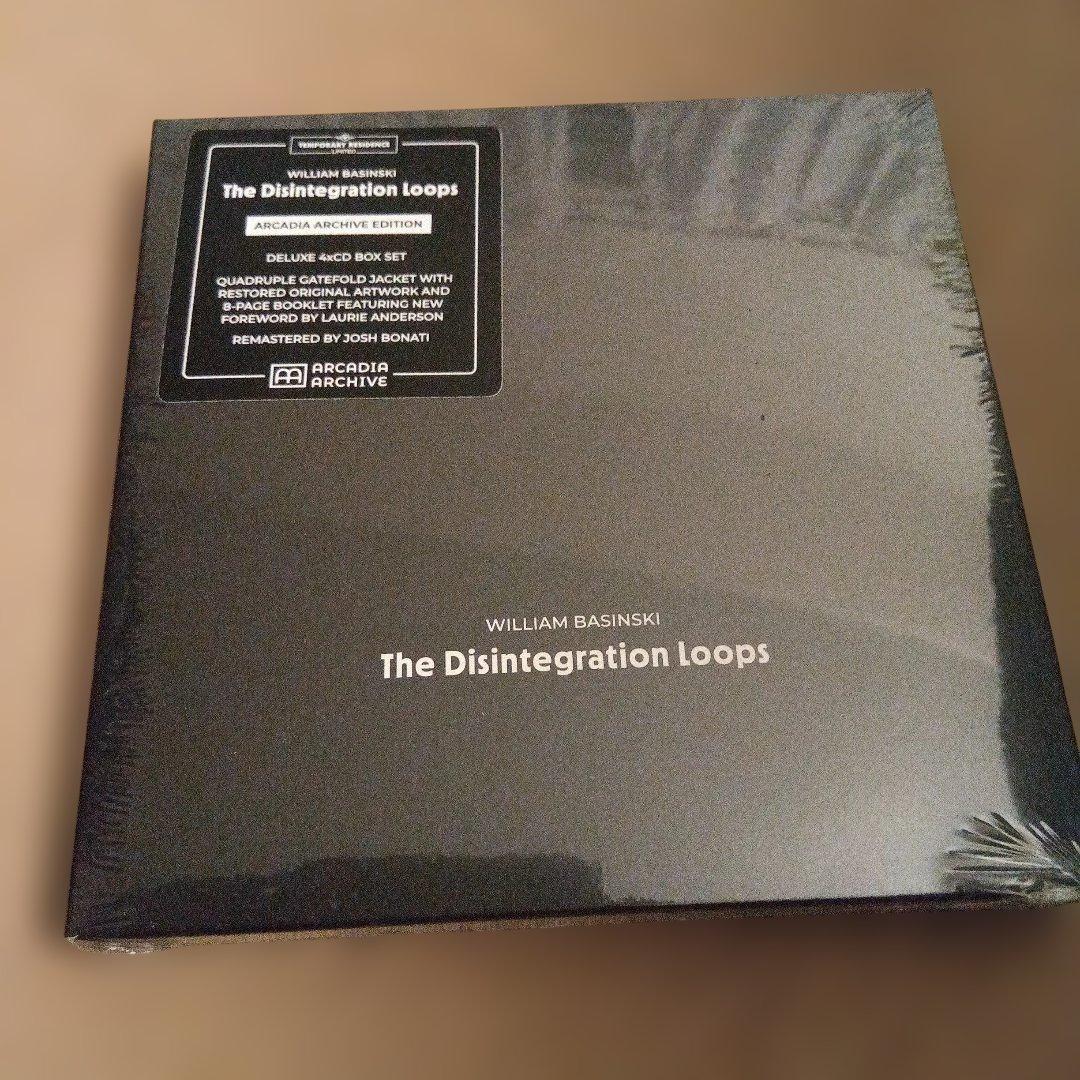 TEMPORARY RESIDENCE
LIMITED
WILLIAM BASINSKI
The Disintegration Loops
ARCADIA ARCHIVE EDITION
DELUXE 4xCD BOX SET
QUADRUPLE GATEFOLD JACKET WITH
RESTORED ORIGINAL ARTWORK AND
8-PAGE BOOKLET FEATURING NEW
FOREWORD BY LAURIE ANDERSON
REMASTERED BY JOSH BONATI
ARCADIA
ARCHIVE
WILLIAM BASINSKI
The Disintegration Loops